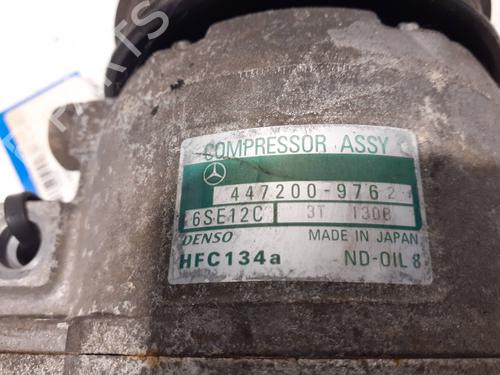 COMPRESSOR ASSY
447200-9762
6SE12C 3T 130B
DENSO MADE IN JAPAN
HFC134a ND-OIL 8